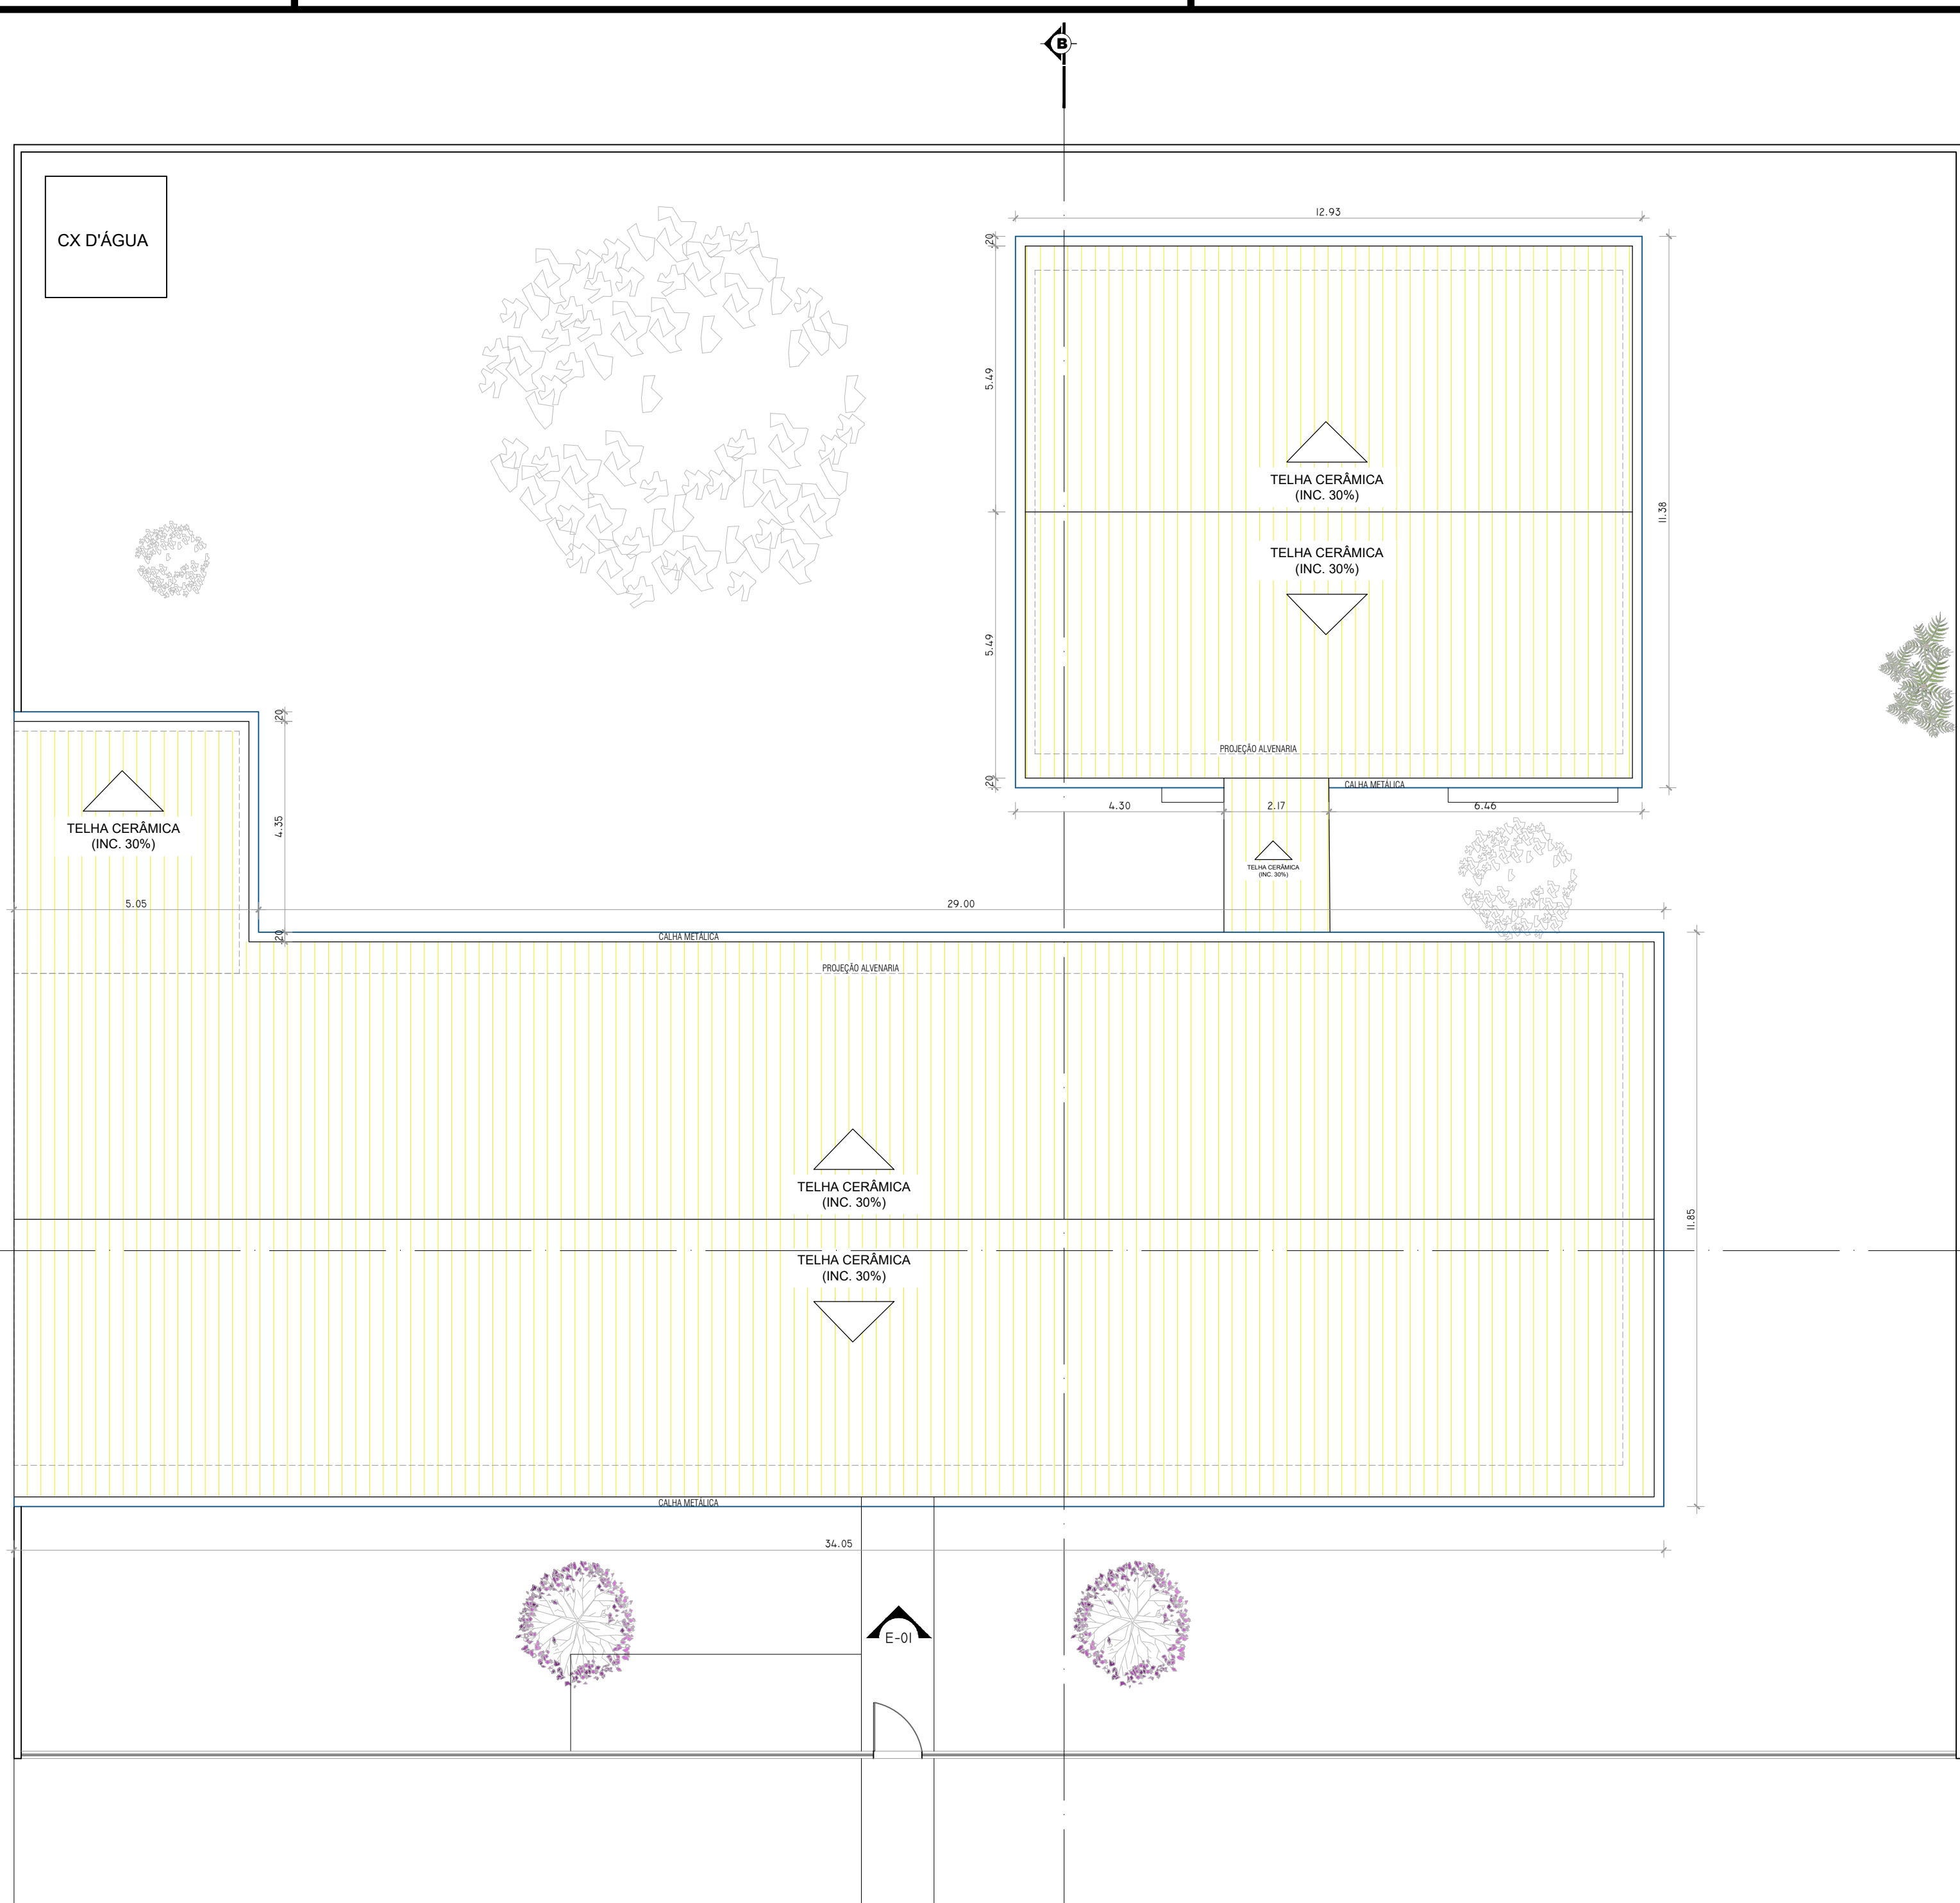 B
CX D'ÁGUA
12.93
.20
5.49
11.38
TELHA CERÂMICA
(INC. 30%)
TELHA CERÂMICA
(INC. 30%)
5.49
PROJEÇÃO ALVENARIA
.20
CALHA METÁLICA
4.30
2.17
6.46
.20
4.35
TELHA CERÂMICA
(INC. 30%)
TELHA CERÂMICA
(INC. 30%)
5.05
29.00
.20
CALHA METÁLICA
PROJEÇÃO ALVENARIA
TELHA CERÂMICA
(INC. 30%)
11.85
TELHA CERÂMICA
(INC. 30%)
CALHA METÁLICA
34.05
E-01